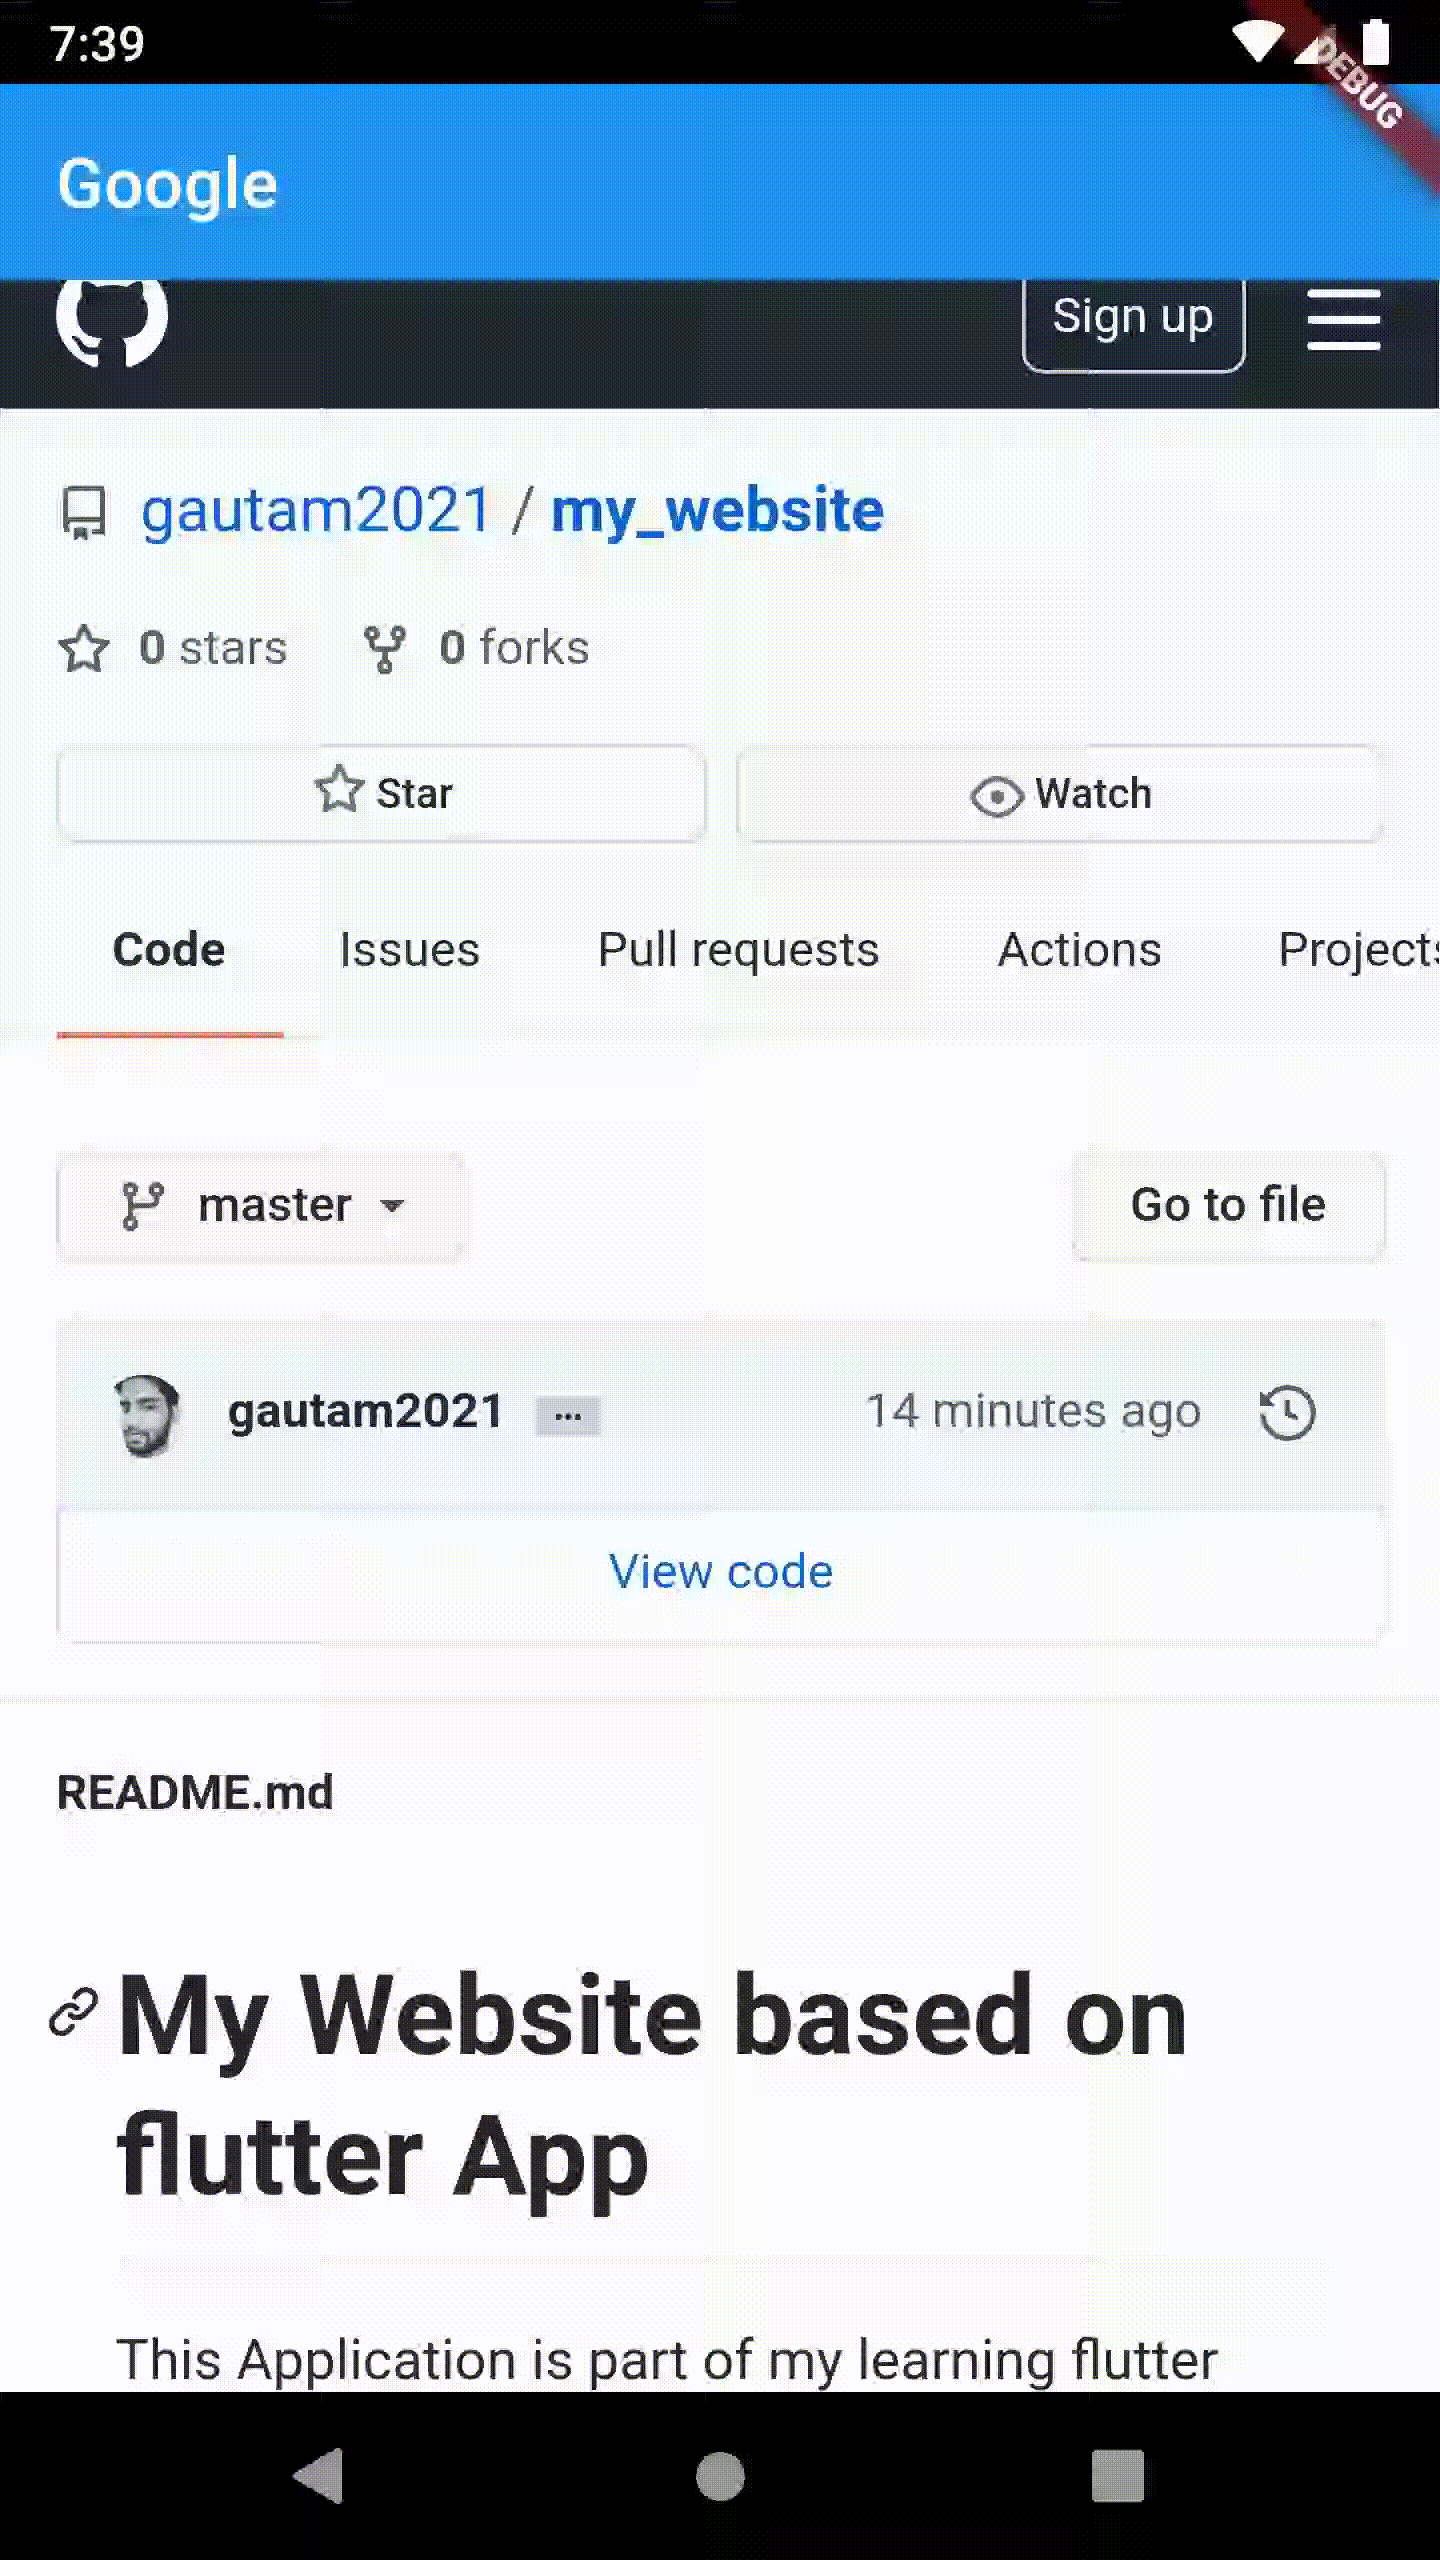 7:39
DEBUG
Google
Sign up
gautam2021 / my_website
0 stars 0 forks
Star Watch
Code Issues Pull requests Actions Projects
master Go to file
gautam2021 ... 14 minutes ago
View code
README.md
My Website based on
flutter App
This Application is part of my learning flutter